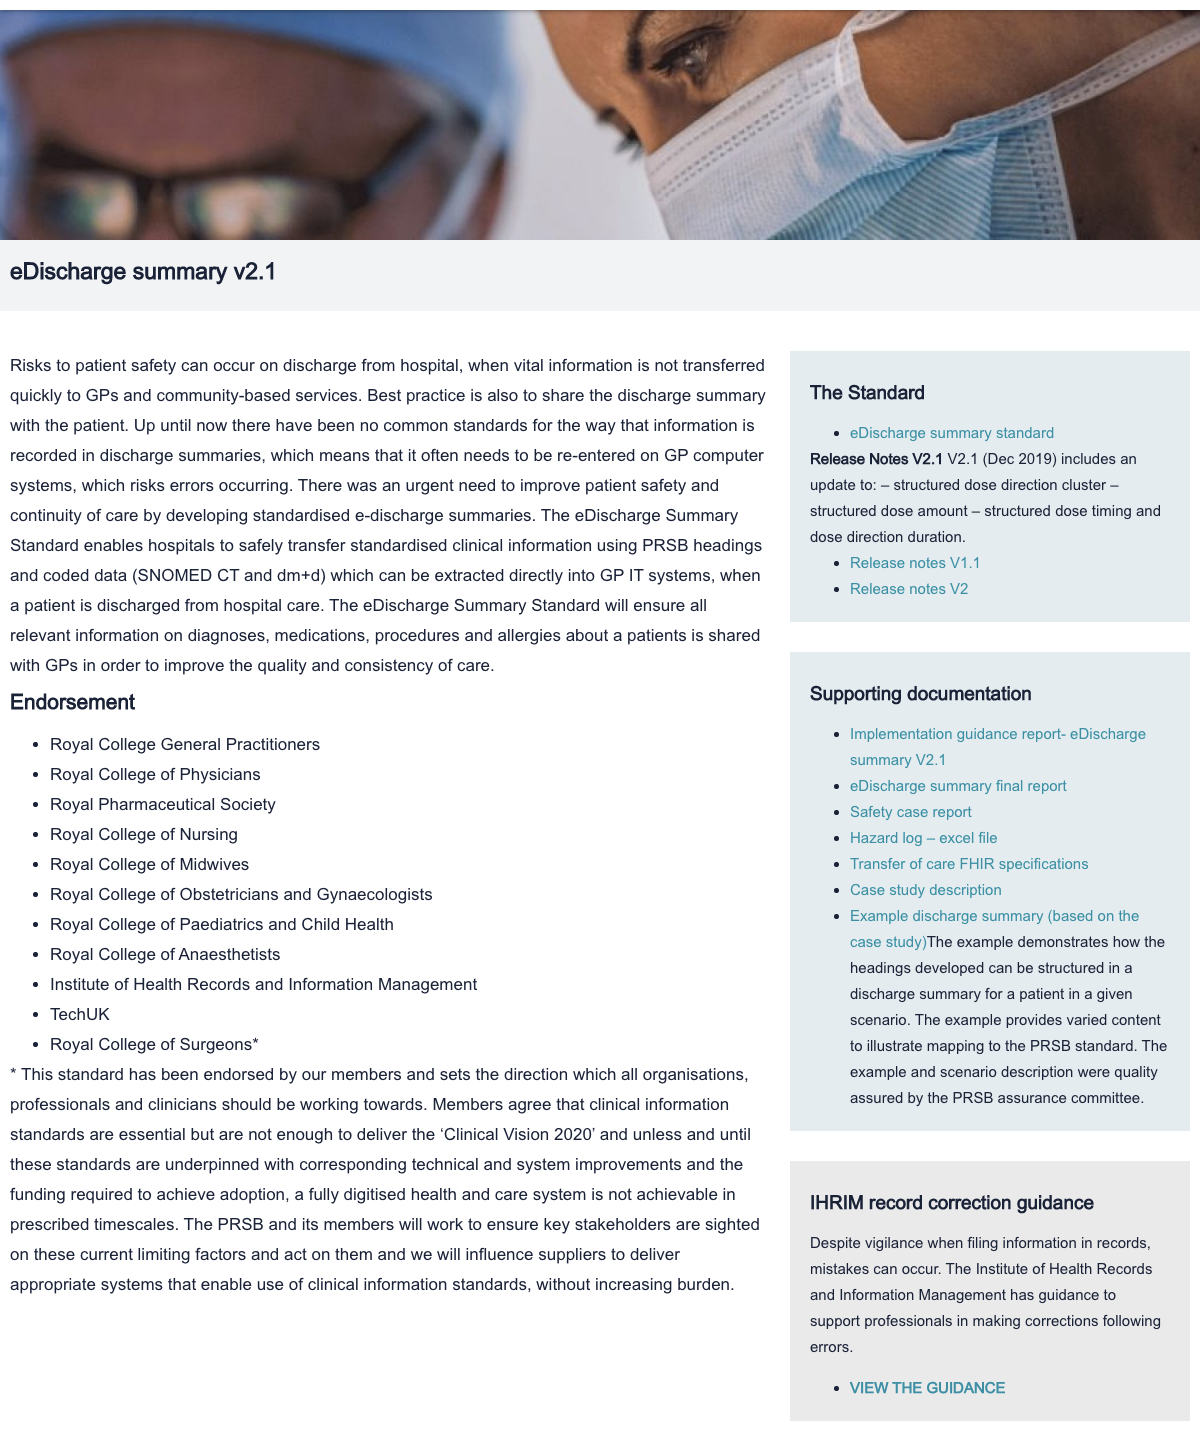 eDischarge summary v2.1
Risks to patient safety can occur on discharge from hospital, when vital information is not transferred
quickly to GPs and community-based services. Best practice is also to share the discharge summary
with the patient. Up until now there have been no common standards for the way that information is
recorded in discharge summaries, which means that it often needs to be re-entered on GP computer
systems, which risks errors occurring. There was an urgent need to improve patient safety and
continuity of care by developing standardised e-discharge summaries. The eDischarge Summary
Standard enables hospitals to safely transfer standardised clinical information using PRSB headings
and coded data (SNOMED CT and dm+d) which can be extracted directly into GP IT systems, when
a patient is discharged from hospital care. The eDischarge Summary Standard will ensure all
relevant information on diagnoses, medications, procedures and allergies about a patients is shared
with GPs in order to improve the quality and consistency of care.
Endorsement
• Royal College General Practitioners
• Royal College of Physicians
• Royal Pharmaceutical Society
• Royal College of Nursing
• Royal College of Midwives
• Royal College of Obstetricians and Gynaecologists
• Royal College of Paediatrics and Child Health
• Royal College of Anaesthetists
• Institute of Health Records and Information Management
• TechUK
• Royal College of Surgeons*
* This standard has been endorsed by our members and sets the direction which all organisations,
professionals and clinicians should be working towards. Members agree that clinical information
standards are essential but are not enough to deliver the ‘Clinical Vision 2020’ and unless and until
these standards are underpinned with corresponding technical and system improvements and the
funding required to achieve adoption, a fully digitised health and care system is not achievable in
prescribed timescales. The PRSB and its members will work to ensure key stakeholders are sighted
on these current limiting factors and act on them and we will influence suppliers to deliver
appropriate systems that enable use of clinical information standards, without increasing burden.
The Standard
• eDischarge summary standard
Release Notes V2.1 V2.1 (Dec 2019) includes an
update to: – structured dose direction cluster –
structured dose amount – structured dose timing and
dose direction duration.
• Release notes V1.1
• Release notes V2
Supporting documentation
• Implementation guidance report- eDischarge
summary V2.1
• eDischarge summary final report
• Safety case report
• Hazard log – excel file
• Transfer of care FHIR specifications
• Case study description
• Example discharge summary (based on the
case study)The example demonstrates how the
headings developed can be structured in a
discharge summary for a patient in a given
scenario. The example provides varied content
to illustrate mapping to the PRSB standard. The
example and scenario description were quality
assured by the PRSB assurance committee.
IHRIM record correction guidance
Despite vigilance when filing information in records,
mistakes can occur. The Institute of Health Records
and Information Management has guidance to
support professionals in making corrections following
errors.
• VIEW THE GUIDANCE